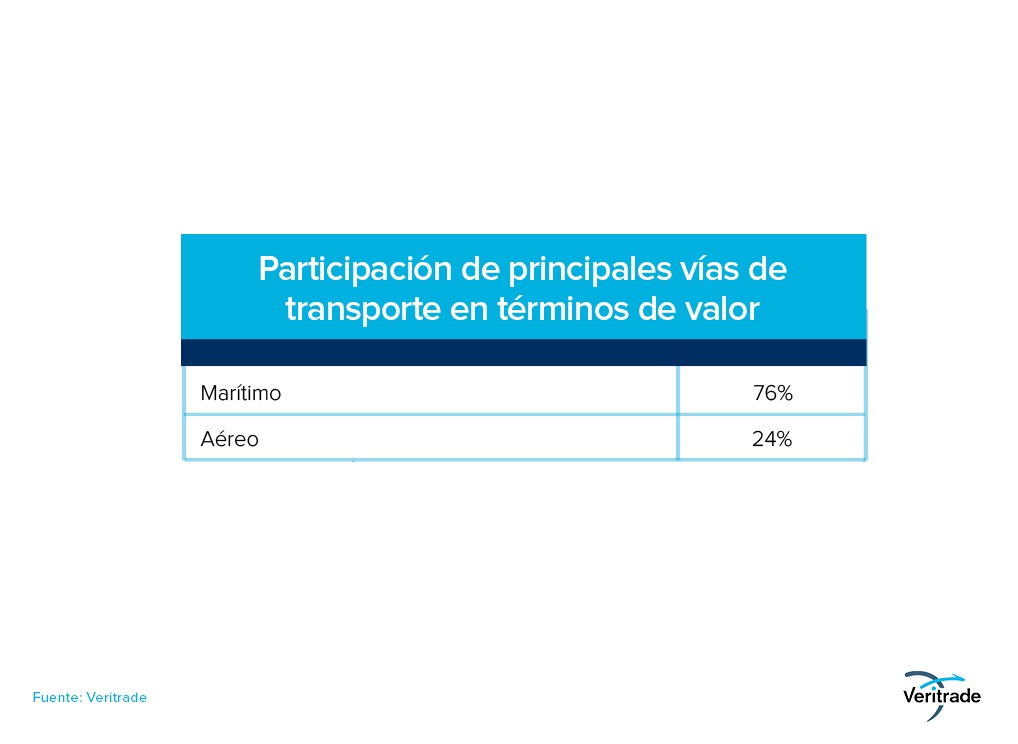 Participación de principales vías de
transporte en términos de valor
Marítimo 76%
Aéreo 24%
Fuente: Veritrade
Veritrade